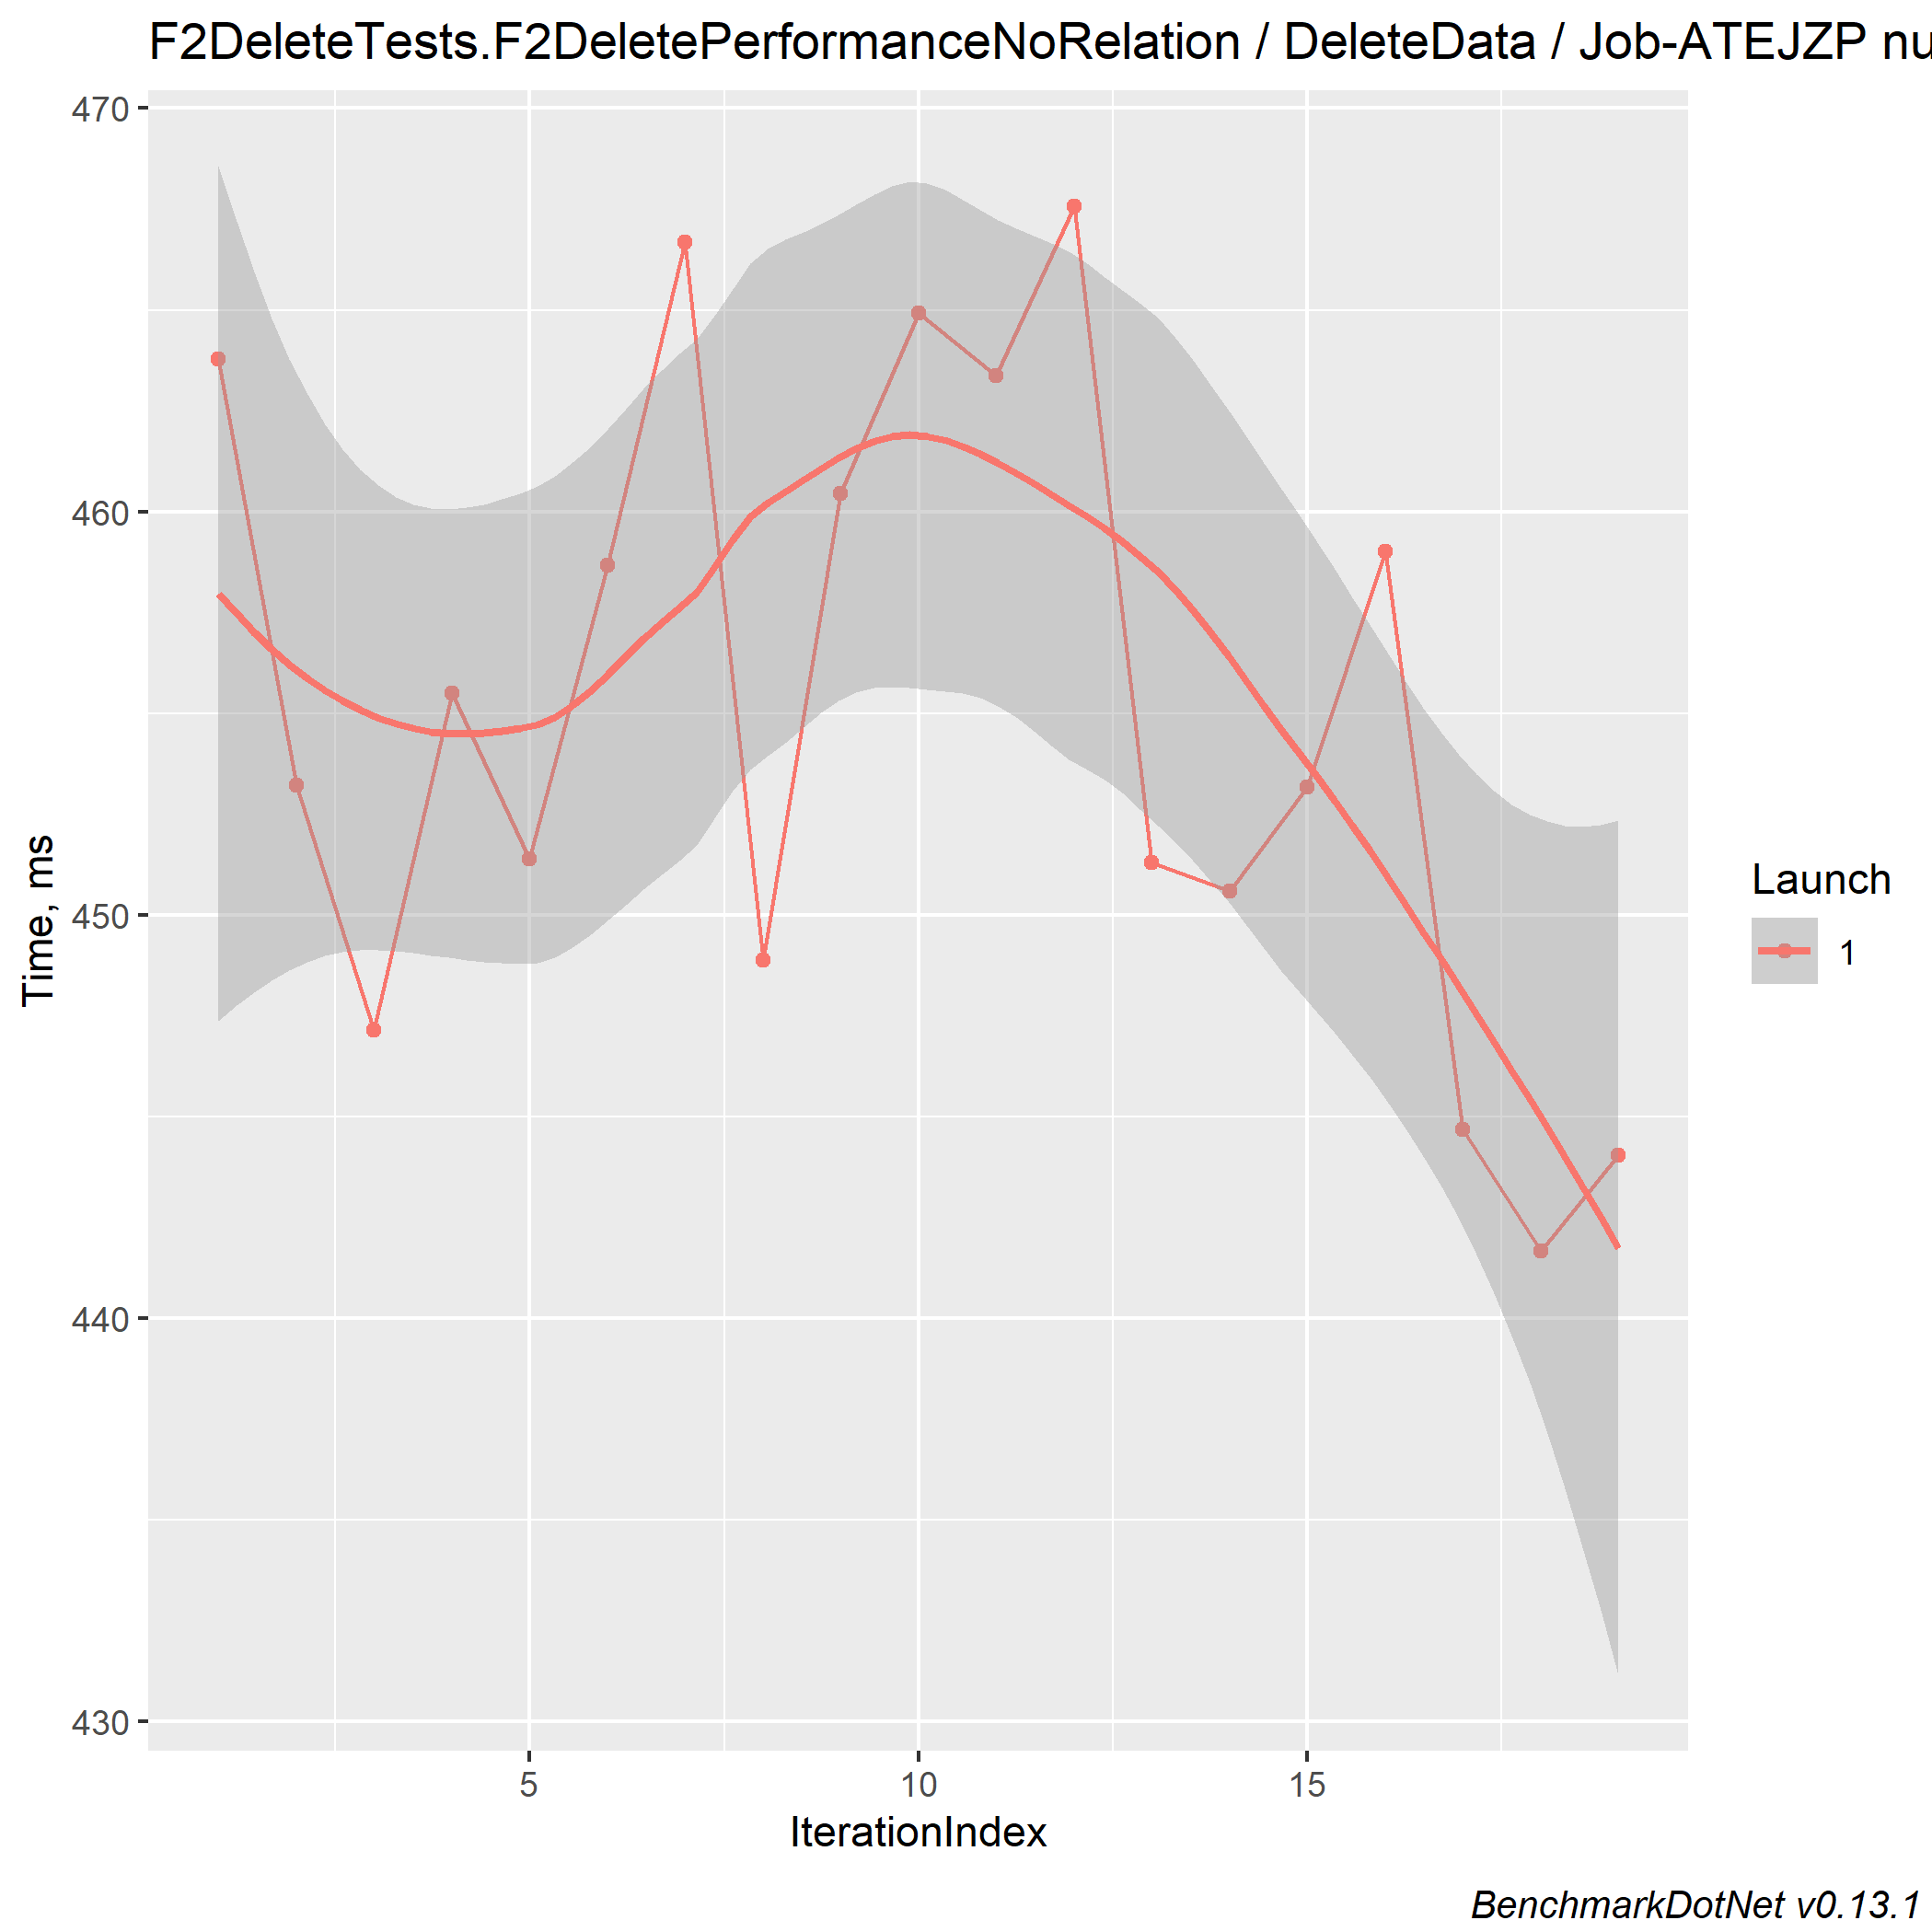 F2DeleteTests.F2DeletePerformanceNoRelation / DeleteData / Job-ATEJZP nu
470
460
450
440
430
Time, ms
5 10 15
IterationIndex
Launch
1
BenchmarkDotNet v0.13.1